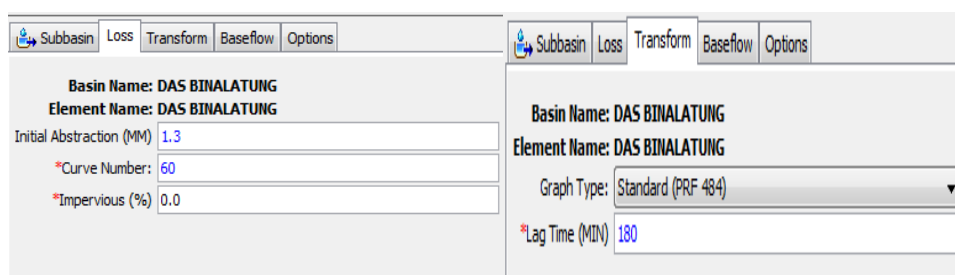 Subbasin Loss Transform Baseflow Options
Basin Name: DAS BINALATUNG
Element Name: DAS BINALATUNG
Initial Abstraction (MM) 1.3
*Curve Number: 60
*Impervious (%) 0.0
Subbasin Loss Transform Baseflow Options
Basin Name: DAS BINALATUNG
Element Name: DAS BINALATUNG
Graph Type: Standard (PRF 484)
*Lag Time (MIN) 180